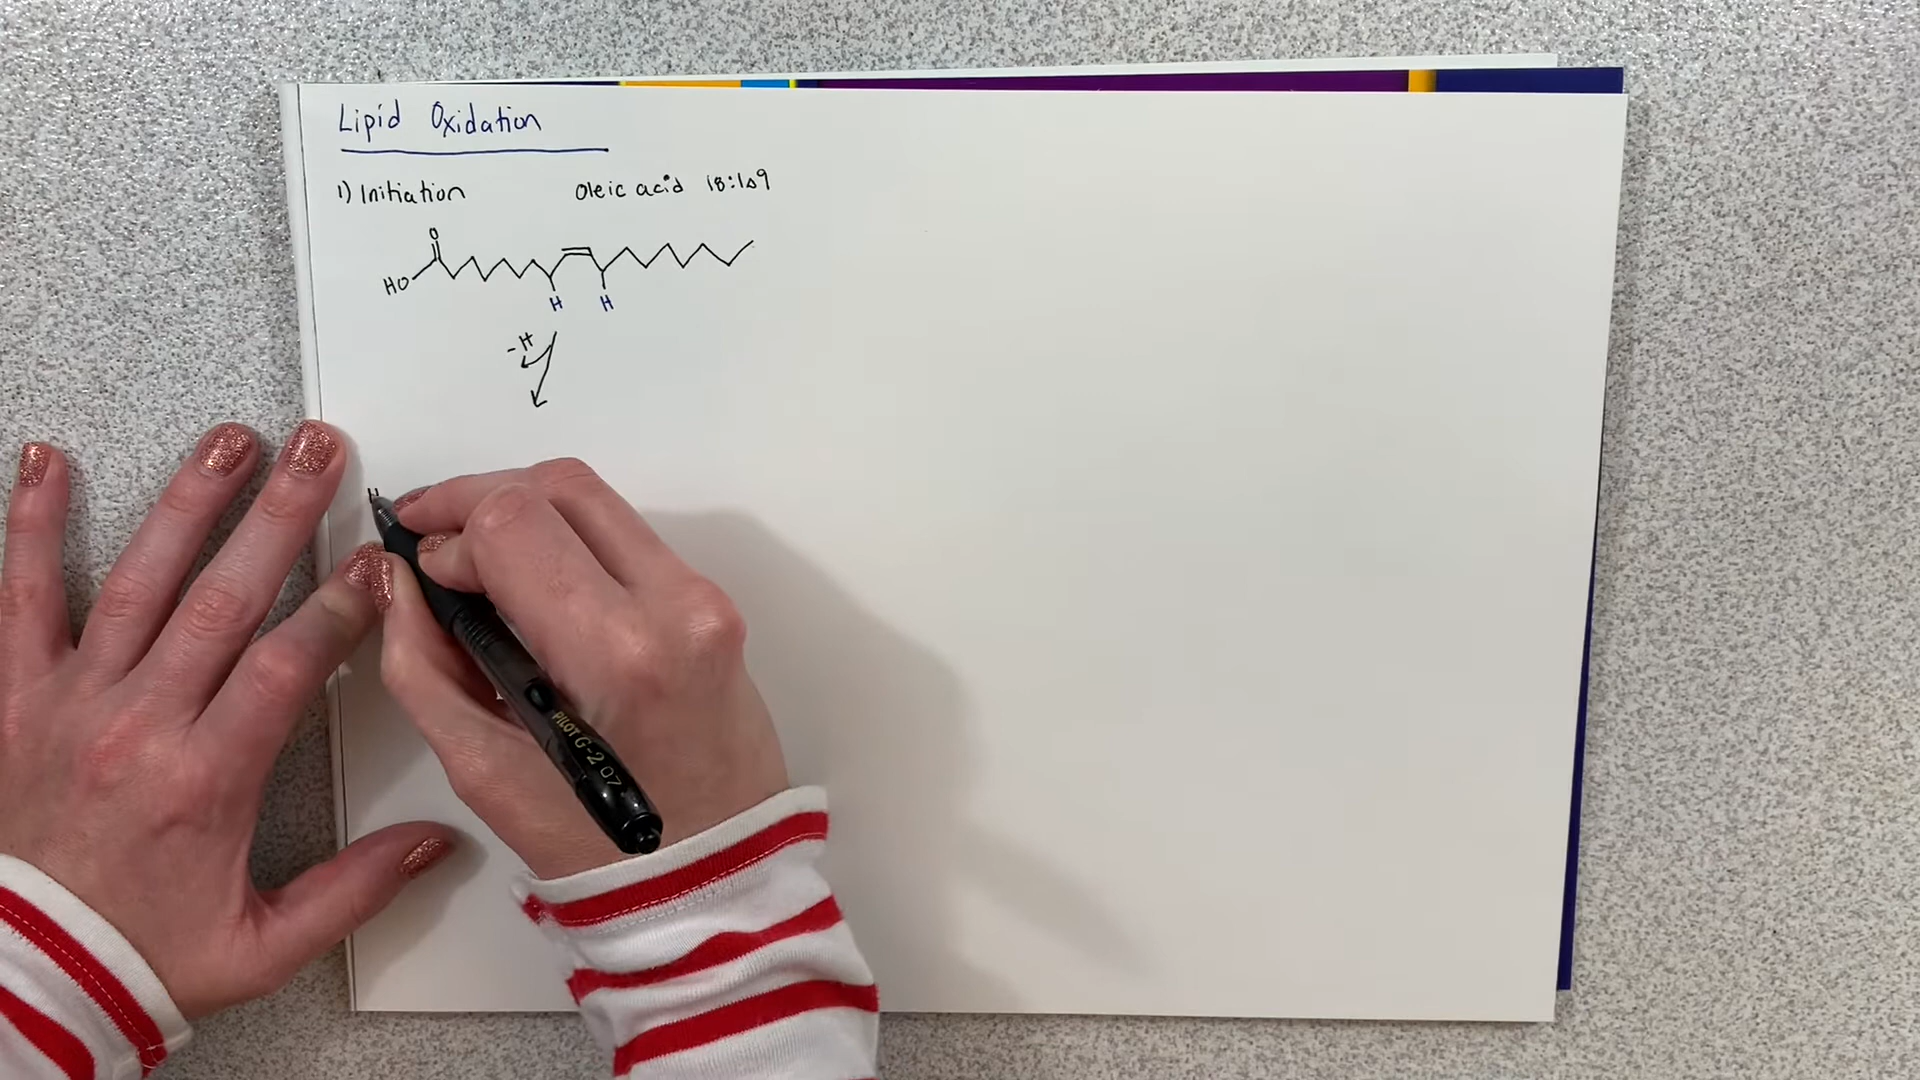 Lipid Oxidation
1) Initiation
Oleic acid 18:1Δ9
O
HO
H H
-H
H
PILOT G-2 07